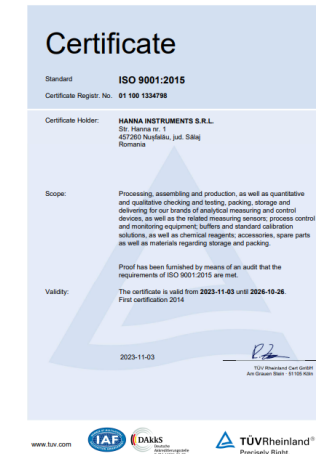 Certificate
Standard ISO 9001:2015
Certificate Registr. No. 01 100 1334798
Certificate Holder: HANNA INSTRUMENTS S.R.L.
Str. Hanna nr. 1
457260 Nușfalău, jud. Sălaj
Romania
Scope: Processing, assembling and production, as well as quantitative
and qualitative checking and testing, packing, storage and
delivering for our brands of analytical measuring and control
devices, as well as the related measuring sensors; process control
and monitoring equipment; buffers and standard calibration
solutions, as well as chemical reagents; accessories, spare parts
as well as materials regarding storage and packing.
Proof has been furnished by means of an audit that the
requirements of ISO 9001:2015 are met.
Validity: The certificate is valid from 2023-11-03 until 2026-10-26.
First certification 2014
2023-11-03
TÜV Rheinland Cert GmbH
Am Grauen Stein · 51105 Köln
www.tuv.com
IAF
DAkkS
Deutsche
Akkreditierungsstelle
TÜVRheinland®
Precisely Right.